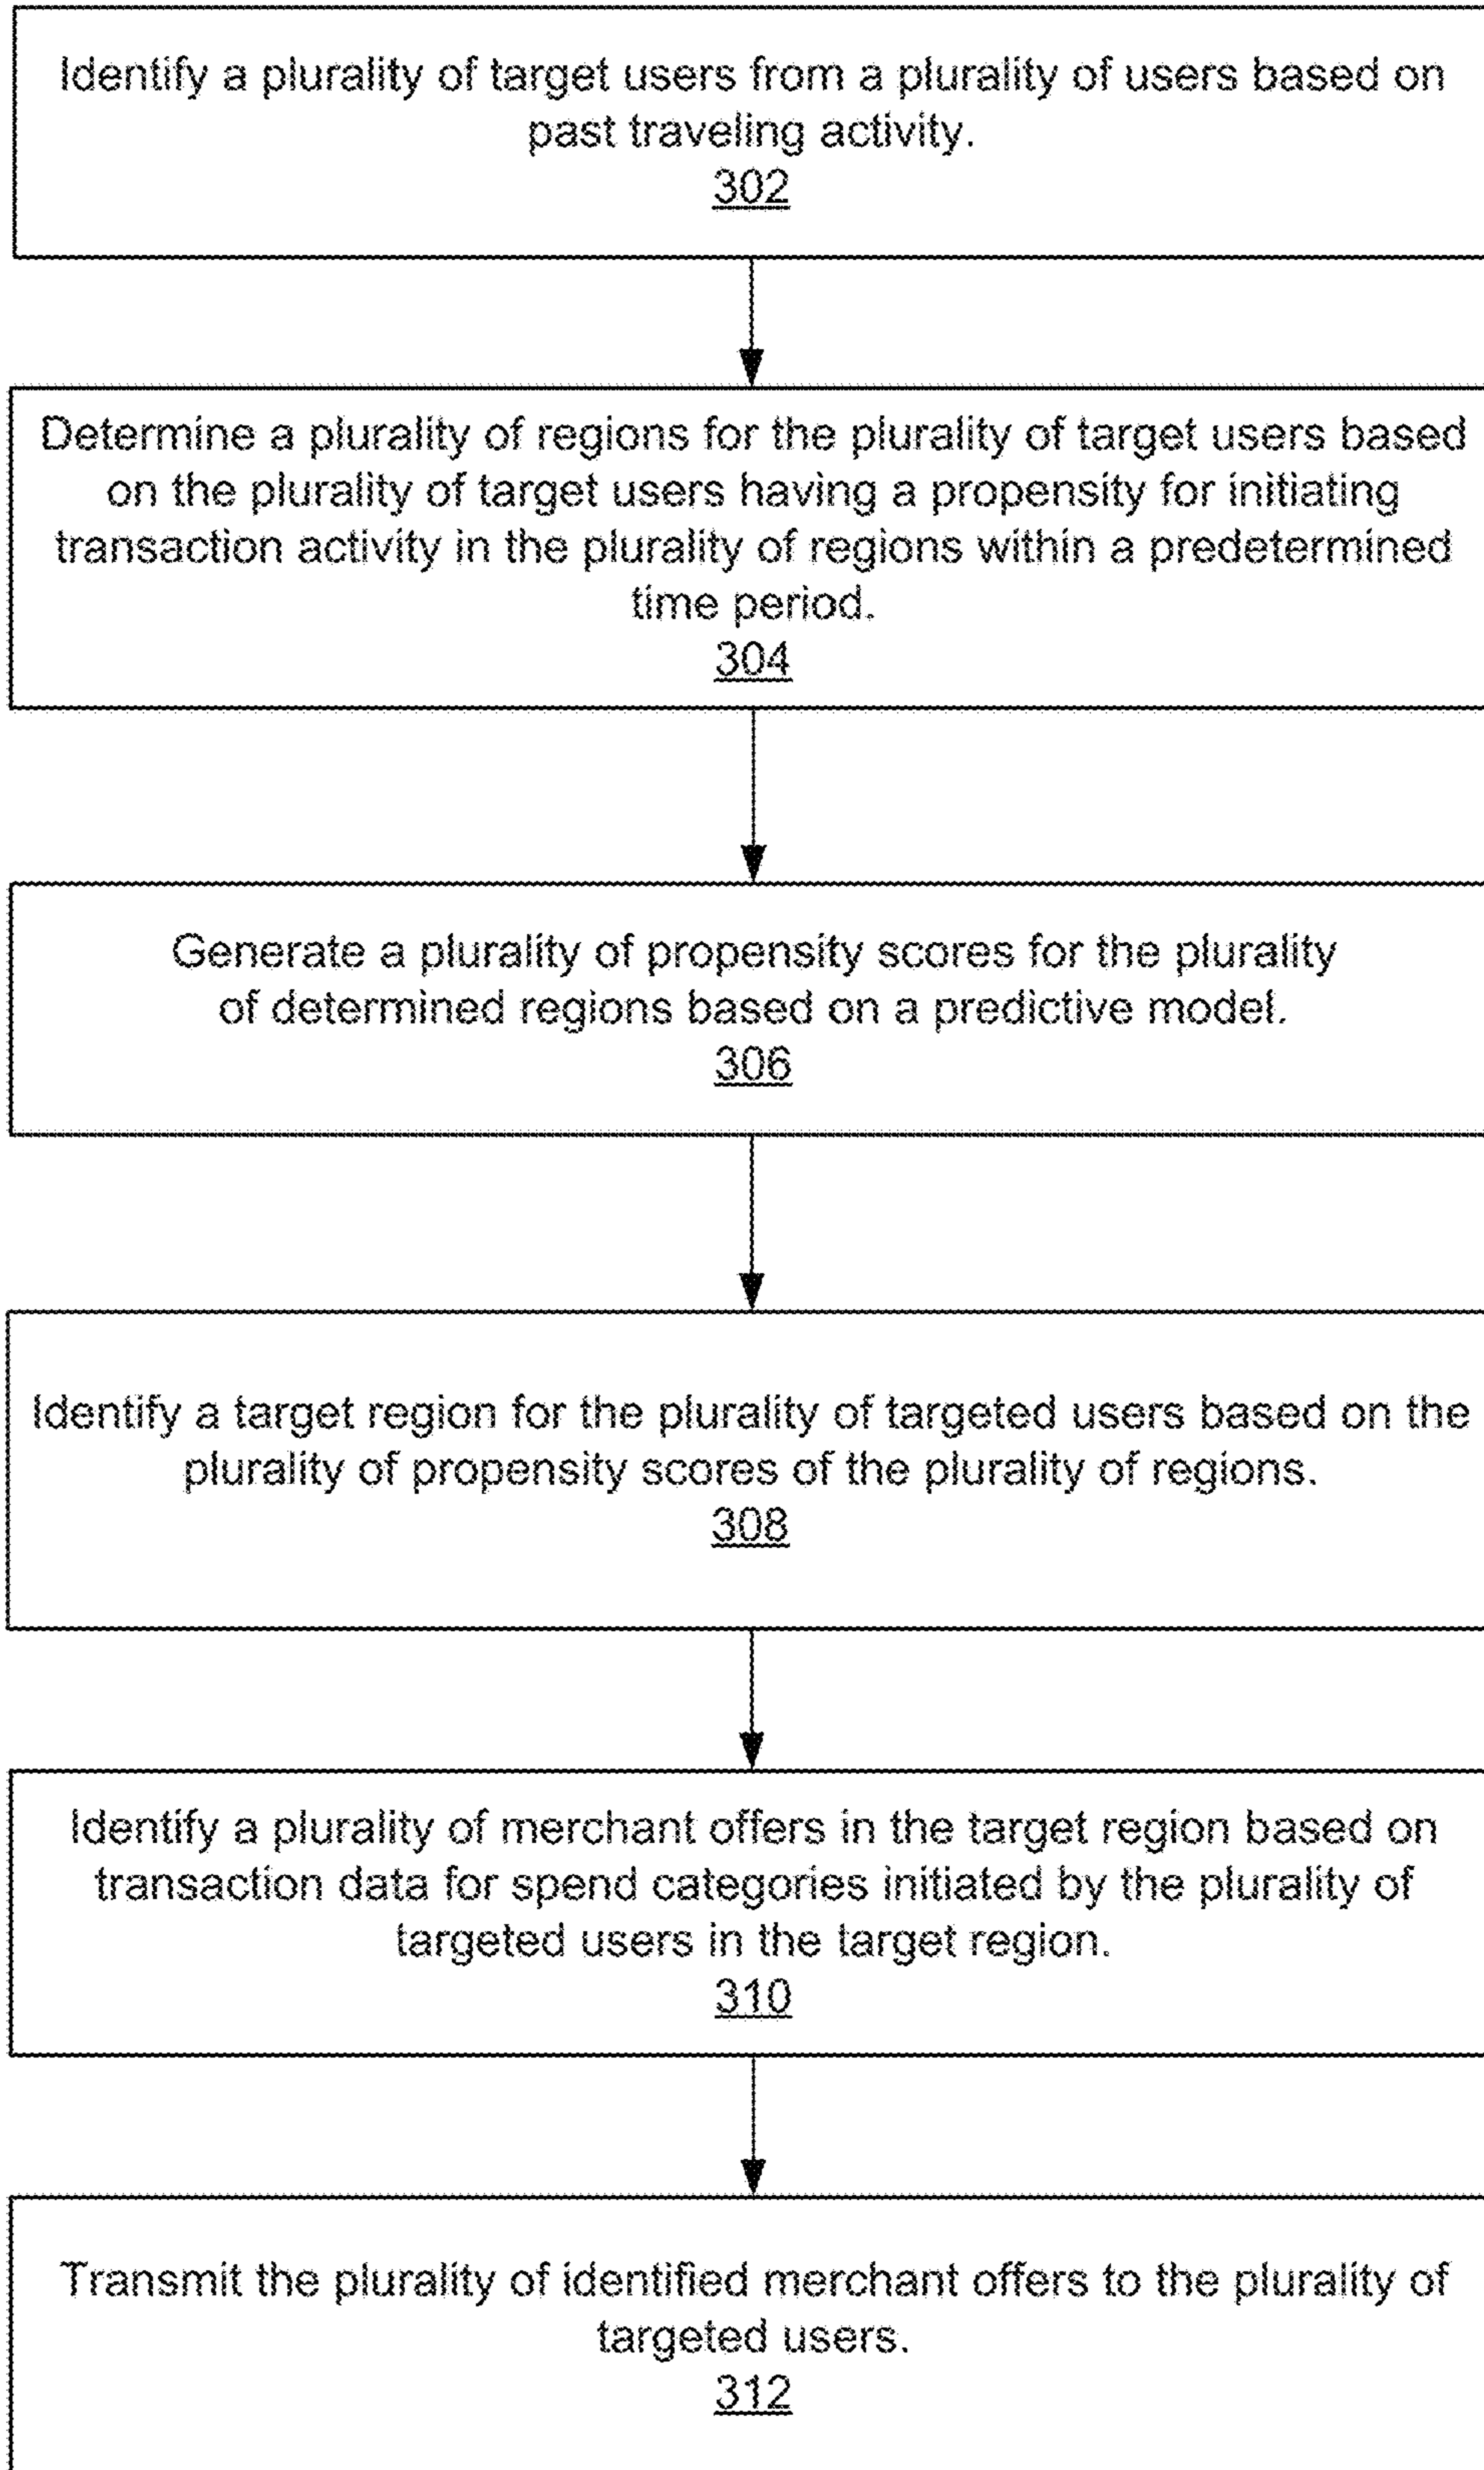 Identify a plurality of target users from a plurality of users based on
past traveling activity.
302
Determine a plurality of regions for the plurality of target users based
on the plurality of target users having a propensity for initiating
transaction activity in the plurality of regions within a predetermined
time period.
304
Generate a plurality of propensity scores for the plurality
of determined regions based on a predictive model.
306
Identify a target region for the plurality of targeted users based on the
plurality of propensity scores of the plurality of regions.
308
Identify a plurality of merchant offers in the target region based on
transaction data for spend categories initiated by the plurality of
targeted users in the target region.
310
Transmit the plurality of identified merchant offers to the plurality of
targeted users.
312